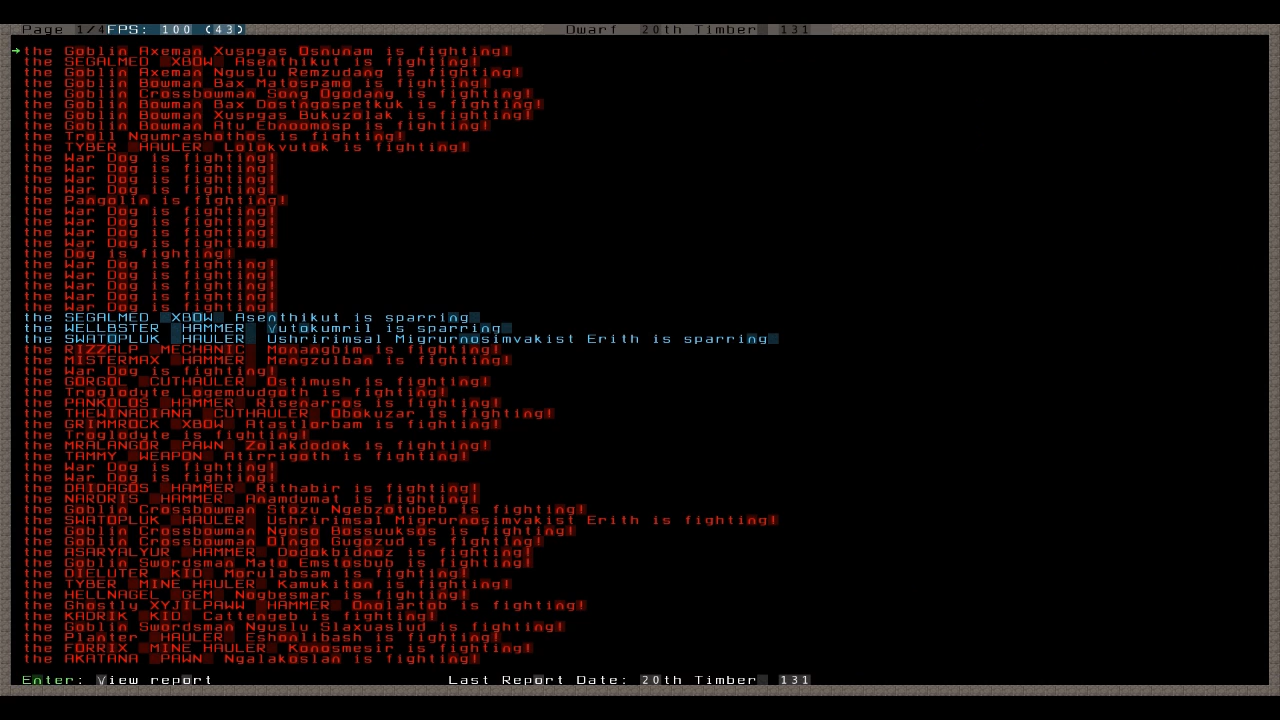 Page 1/4 FPS: 100 (43) Dwarf 20th Timber 131
the Goblin Axeman Xuspgas Osnunam is fighting!
the SEGALMED XBOW Asenthikut is fighting!
the Goblin Axeman Nguslu Remzudang is fighting!
the Goblin Bowman Bax Matospamo is fighting!
the Goblin Crossbowman Song Ogodang is fighting!
the Goblin Bowman Bax Dostngospetkuk is fighting!
the Goblin Bowman Xuspgas Bukuzolak is fighting!
the Goblin Bowman Atu Ebnoomosp is fighting!
the Troll Ngumrashothos is fighting!
the TYBER HAULER Lolokvutok is fighting!
the War Dog is fighting!
the War Dog is fighting!
the War Dog is fighting!
the War Dog is fighting!
the Pangolin is fighting!
the War Dog is fighting!
the War Dog is fighting!
the War Dog is fighting!
the War Dog is fighting!
the Dog is fighting!
the War Dog is fighting!
the War Dog is fighting!
the War Dog is fighting!
the War Dog is fighting!
the War Dog is fighting!
the SEGALMED XBOW Asenthikut is sparring
the WELLBSTER HAMMER Vutokumril is sparring
the SWATOPLUK HAULER Ushririmsal Migrurnosimvakist Erith is sparring
the RIZZALP MECHANIC Monangbim is fighting!
the MISTERMAX HAMMER Mengzulban is fighting!
the War Dog is fighting!
the GORGOL CUTHAULER Ostimush is fighting!
the Troglodyte Logemdudgoth is fighting!
the PANKOLOS HAMMER Risenarros is fighting!
the THEWINADIANA CUTHAULER Obokuzar is fighting!
the GRIMMROCK XBOW Atastlorbam is fighting!
the Troglodyte is fighting!
the MRALANGOR PAWN Zolakdodok is fighting!
the TAMMY WEAPON Atirrigoth is fighting!
the War Dog is fighting!
the War Dog is fighting!
the DAIDAGOS HAMMER Rithabir is fighting!
the NARDRIS HAMMER Anamdumat is fighting!
the Goblin Crossbowman Stozu Ngebzotubeb is fighting!
the SWATOPLUK HAULER Ushririmsal Migrurnosimvakist Erith is fighting!
the Goblin Crossbowman Ngoso Bossuuksos is fighting!
the Goblin Crossbowman Olngo Gugozud is fighting!
the ASARYALYUR HAMMER Dodokbidnoz is fighting!
the Goblin Swordsman Mato Emstosbub is fighting!
the OIELUTER KID Morulabsam is fighting!
the TYBER MINE HAULER Kamukiton is fighting!
the HELLNAGEL GEM Nogbesmar is fighting!
the Ghostly XYJILPAWW HAMMER Onolartob is fighting!
the KADRIK KID Cattengeb is fighting!
the Goblin Swordsman Nguslu Slaxuaslud is fighting!
the Planter HAULER Eshonlibash is fighting!
the FORRIX MINE HAULER Konosmesir is fighting!
the AKATANA PAWN Ngalakoslan is fighting!
Enter: View report Last Report Date: 20th Timber 131